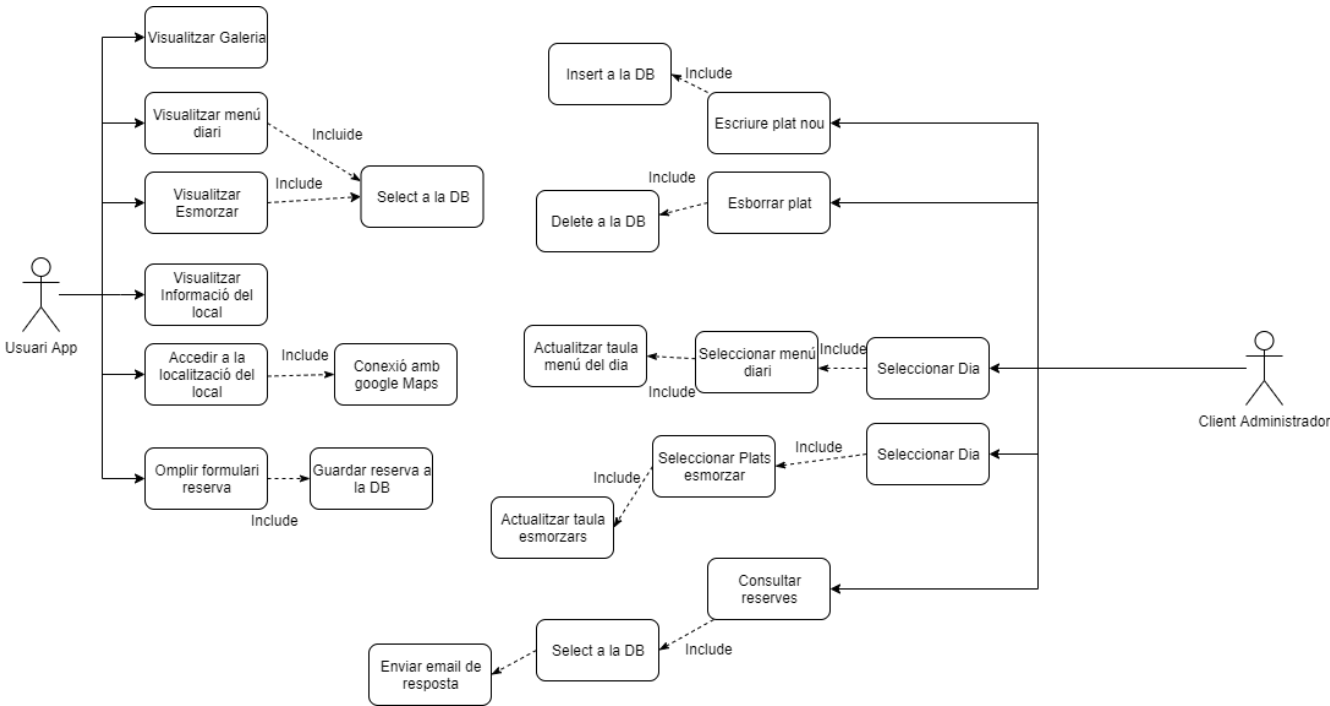 Visualitzar Galeria
Visualitzar menú
diari
Incluide
Visualitzar
Esmorzar
Include
Select a la DB
Visualitzar
Informació del
local
Usuari App
Accedir a la
localització del
local
Include
Conexió amb
google Maps
Omplir formulari
reserva
Include
Guardar reserva a
la DB
Insert a la DB
Include
Escriure plat nou
Include
Esborrar plat
Delete a la DB
Actualitzar taula
menú del dia
Include
Seleccionar menú
diari
Include
Seleccionar Dia
Client Administrador
Seleccionar Plats
esmorzar
Include
Seleccionar Dia
Include
Actualitzar taula
esmorzars
Consultar
reserves
Include
Select a la DB
Enviar email de
resposta